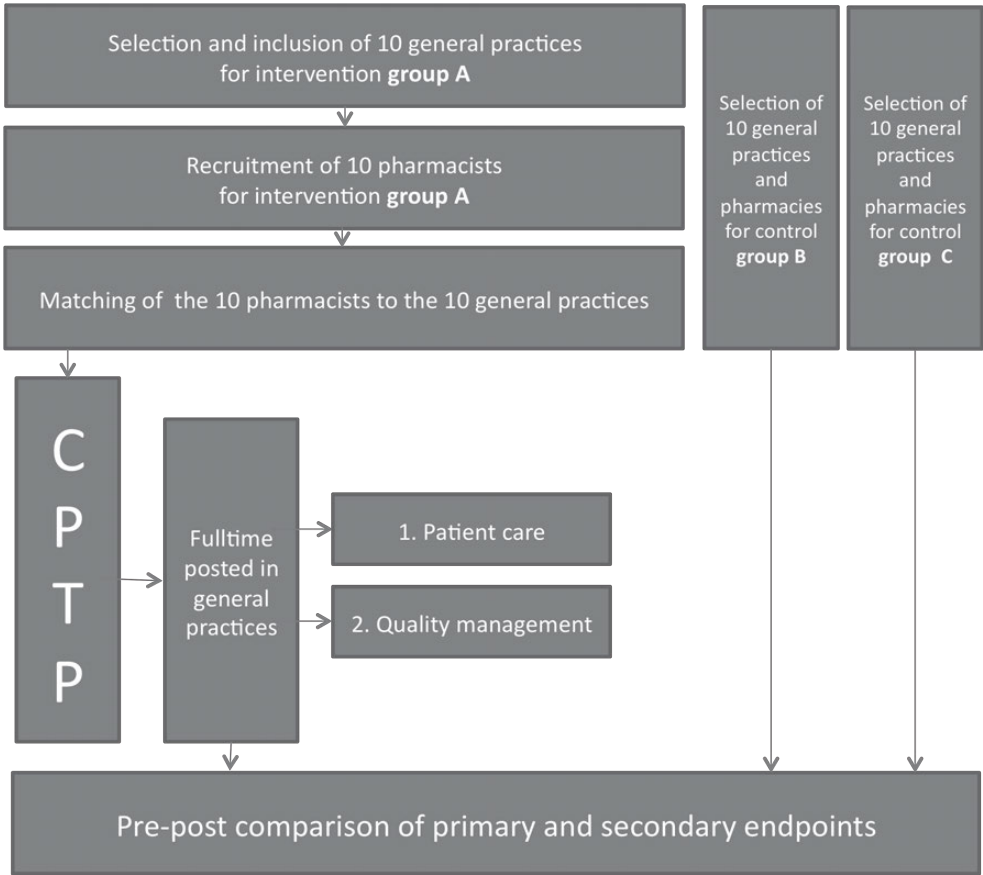 Selection and inclusion of 10 general practices
for intervention group A
Recruitment of 10 pharmacists
for intervention group A
Matching of the 10 pharmacists to the 10 general practices
Selection of
10 general
practices
and
pharmacies
for control
group B
Selection of
10 general
practices
and
pharmacies
for control
group C
C
P
T
P
Fulltime
posted in
general
practices
1. Patient care
2. Quality management
Pre-post comparison of primary and secondary endpoints